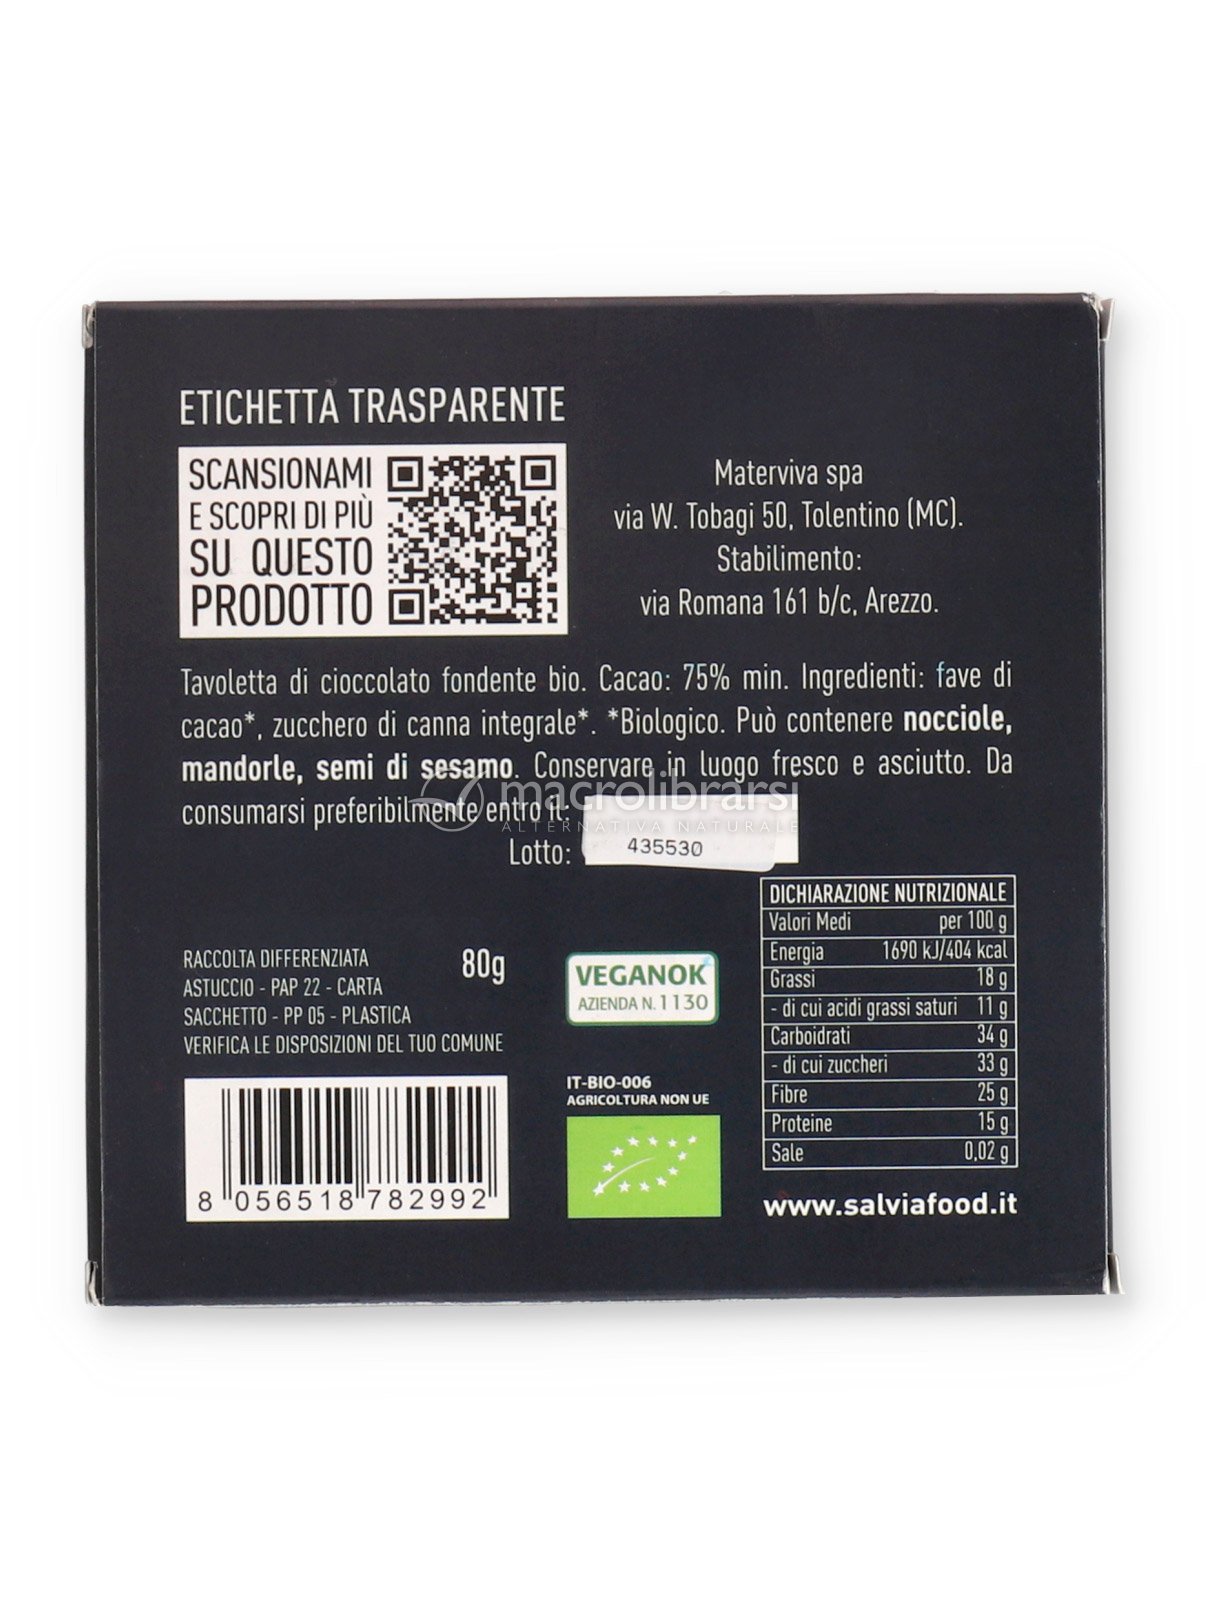 ETICHETTA TRASPARENTE
SCANSIONAMI
E SCOPRI DI PIÙ
SU QUESTO
PRODOTTO
Materviva spa
via W. Tobagi 50, Tolentino (MC).
Stabilimento:
via Romana 161 b/c, Arezzo.
Tavoletta di cioccolato fondente bio. Cacao: 75% min. Ingredienti: fave di
cacao*, zucchero di canna integrale*. *Biologico. Può contenere nocciole,
mandorle, semi di sesamo. Conservare in luogo fresco e asciutto. Da
consumarsi preferibilmente entro il:
macrolibrarsi
ALTERNATIVA NATURALE
Lotto:
435530
RACCOLTA DIFFERENZIATA
ASTUCCIO - PAP 22 - CARTA
SACCHETTO - PP 05 - PLASTICA
VERIFICA LE DISPOSIZIONI DEL TUO COMUNE
80g
VEGANOK
AZIENDA N. 1130
IT-BIO-006
AGRICOLTURA NON UE
8 056518 782992
DICHIARAZIONE NUTRIZIONALE
Valori Medi per 100 g
Energia 1690 kJ/404 kcal
Grassi 18 g
- di cui acidi grassi saturi 11 g
Carboidrati 34 g
- di cui zuccheri 33 g
Fibre 25 g
Proteine 15 g
Sale 0,02 g
www.salviafood.it